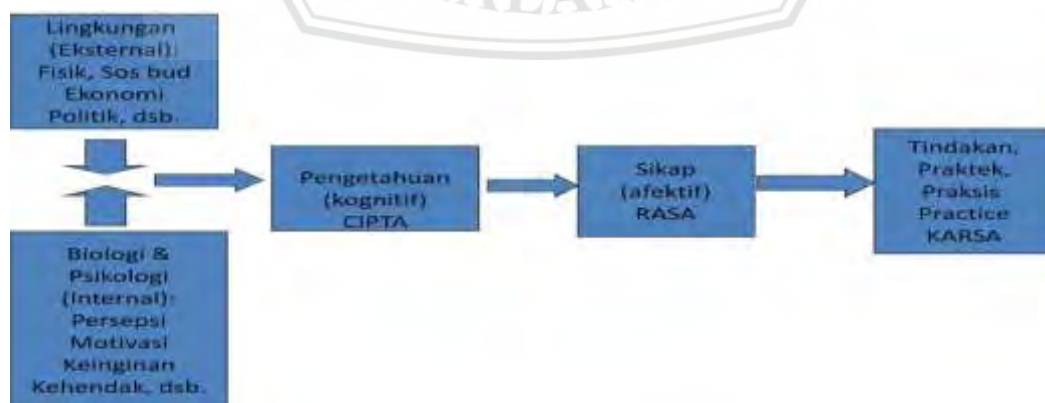 Lingkungan
(Eksternal):
Fisik, Sos bud
Ekonomi
Politik, dsb.
Biologi &
Psikologi
(Internal):
Persepsi
Motivasi
Keinginan
Kehendak, dsb.
Pengetahuan
(kognitif)
CIPTA
Sikap
(afektif)
RASA
Tindakan,
Praktek,
Praksis
Practice
KARSA